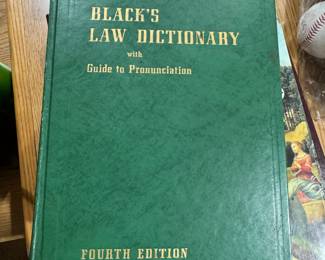 BLACK'S
LAW DICTIONARY
with
Guide to Pronunciation
FOURTH EDITION